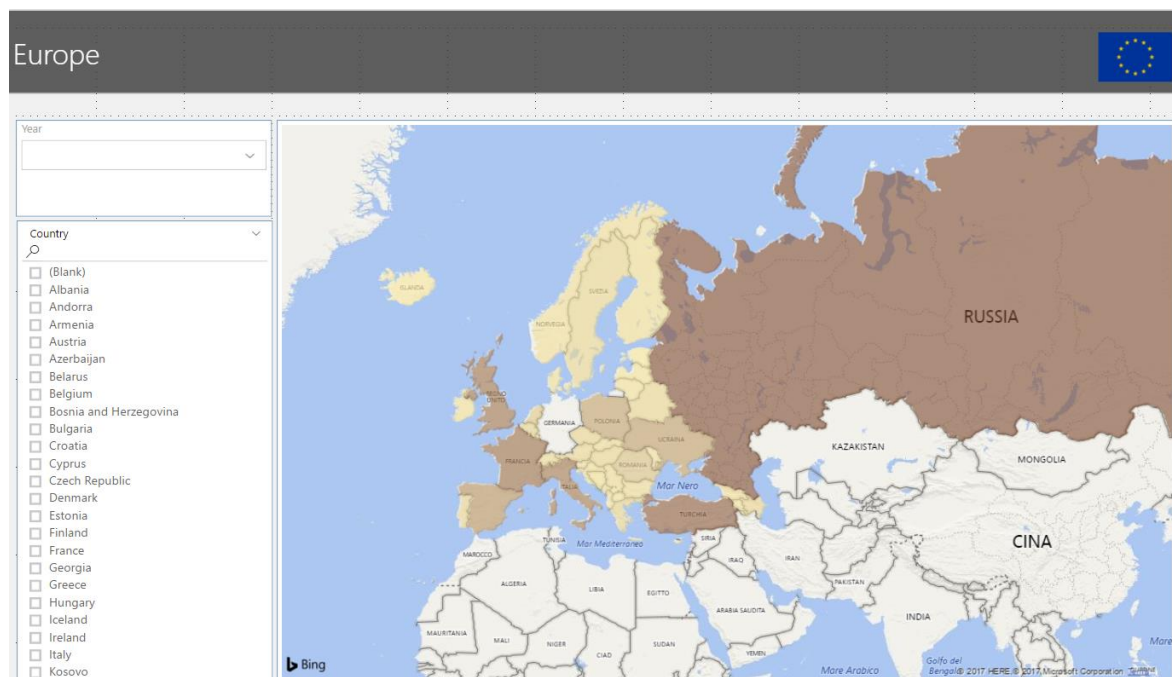 Europe
Year
Country
(Blank)
Albania
Andorra
Armenia
Austria
Azerbaijan
Belarus
Belgium
Bosnia and Herzegovina
Bulgaria
Croatia
Cyprus
Czech Republic
Denmark
Estonia
Finland
France
Georgia
Greece
Hungary
Iceland
Ireland
Italy
Kosovo
ISLANDA
SVEZIA
NORVEGIA
RUSSIA
REGNO
UNITO
GERMANIA
POLONIA
UCRAINA
KAZAKISTAN
FRANCIA
ROMANIA
MONGOLIA
ITALIA
Mar Nero
TURCHIA
CINA
TUNISIA
Mar Mediterraneo
SIRIA
MAROCCO
IRAQ
IRAN
PAKISTAN
ALGERIA
LIBIA
EGITTO
ARABIA SAUDITA
INDIA
MAURITANIA
MALI
NIGER
CIAD
SUDAN
YEMEN
Mare
Mare Arabico
Golfo del
Bengala
Bing
© 2017 HERE, © 2017 Microsoft Corporation